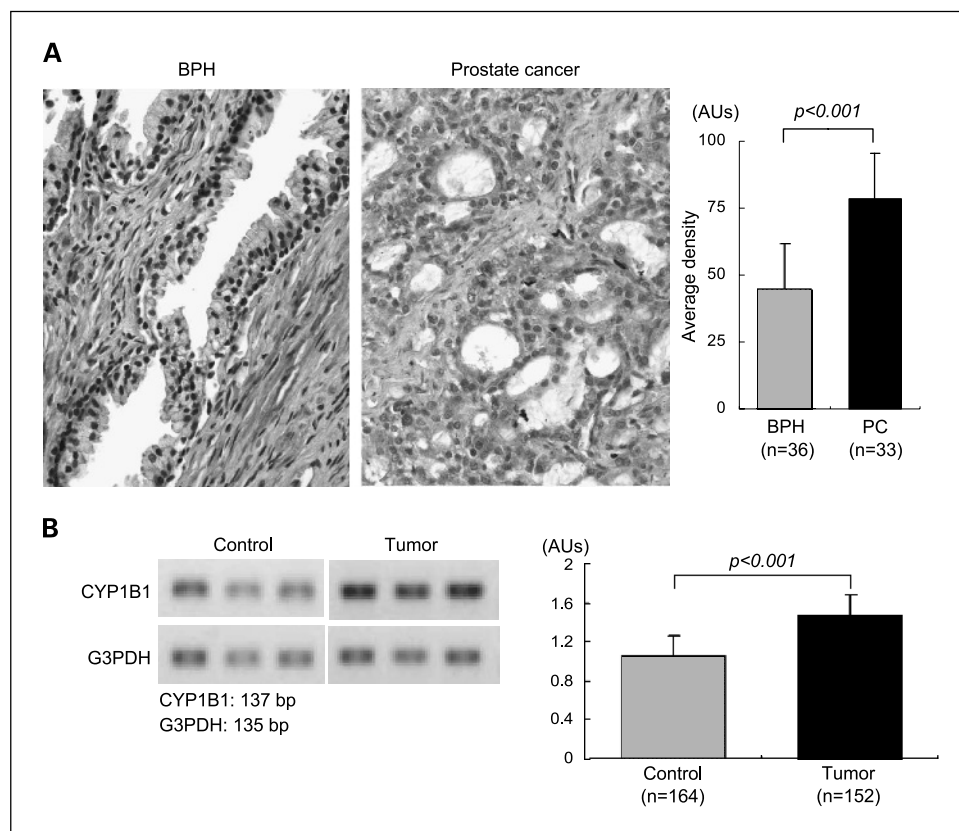 A
BPH
Prostate cancer
(AUs)
p<0.001
100
75
50
25
0
Average density
BPH
(n=36)
PC
(n=33)
B
Control
Tumor
CYP1B1
G3PDH
CYP1B1: 137 bp
G3PDH: 135 bp
(AUs)
p<0.001
2
1.6
1.2
0.8
0.4
0
Control
(n=164)
Tumor
(n=152)